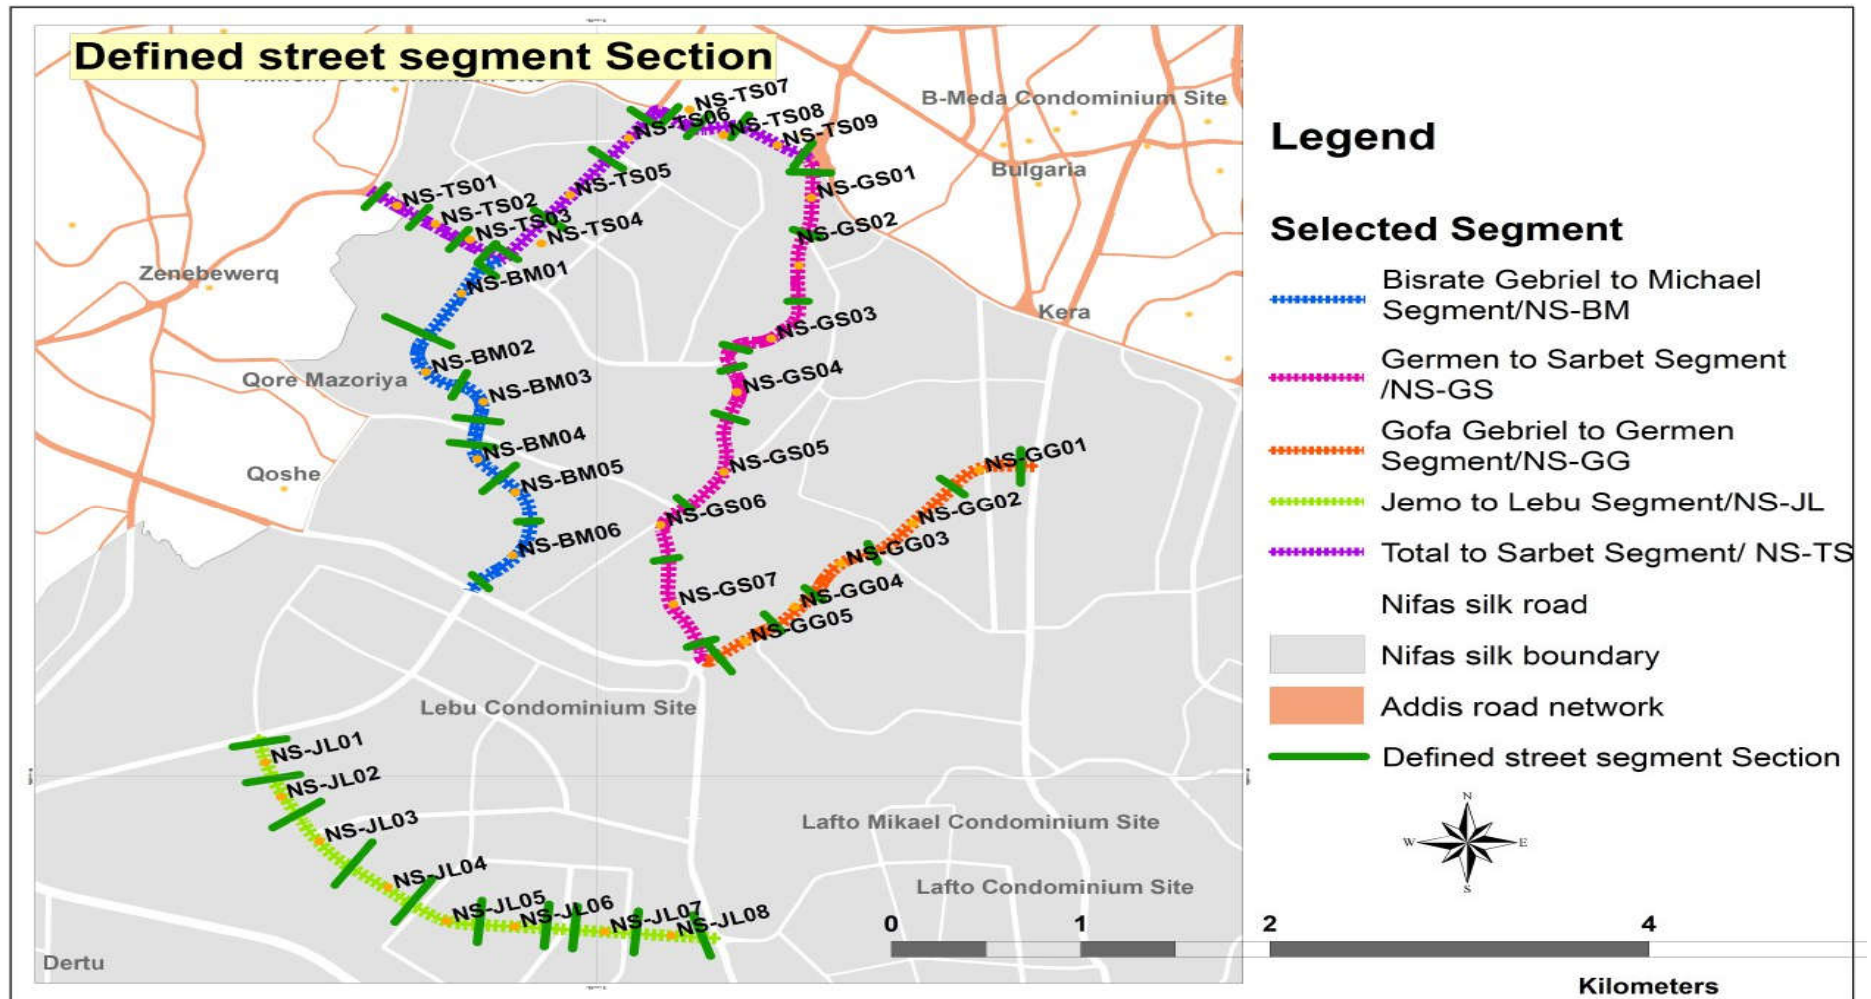 Defined street segment Section
B-Meda Condominium Site
Bulgaria
Kera
Zenebewerq
Qore Mazoriya
Qoshe
Lebu Condominium Site
Lafto Mikael Condominium Site
Lafto Condominium Site
Dertu
NS-TS01
NS-TS02
NS-TS03
NS-TS04
NS-TS05
NS-TS06
NS-TS07
NS-TS08
NS-TS09
NS-GS01
NS-GS02
NS-GS03
NS-GS04
NS-GS05
NS-GS06
NS-GS07
NS-BM01
NS-BM02
NS-BM03
NS-BM04
NS-BM05
NS-BM06
NS-GG01
NS-GG02
NS-GG03
NS-GG04
NS-GG05
NS-JL01
NS-JL02
NS-JL03
NS-JL04
NS-JL05
NS-JL06
NS-JL07
NS-JL08
Legend
Selected Segment
Bisrate Gebriel to Michael
Segment/NS-BM
Germen to Sarbet Segment
/NS-GS
Gofa Gebriel to Germen
Segment/NS-GG
Jemo to Lebu Segment/NS-JL
Total to Sarbet Segment/ NS-TS
Nifas silk road
Nifas silk boundary
Addis road network
Defined street segment Section
N
W E
S
0 1 2 4
Kilometers